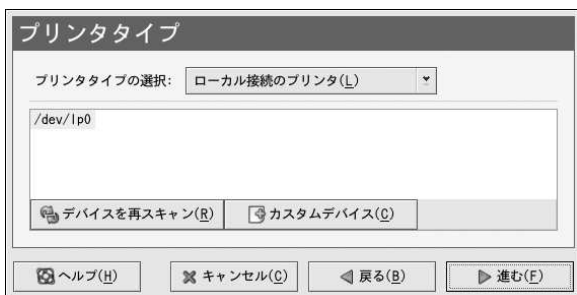 プリンタタイプ
プリンタタイプの選択: ローカル接続のプリンタ(L)
/dev/lp0
デバイスを再スキャン(R) カスタムデバイス(C)
ヘルプ(H) キャンセル(C) 戻る(B) 進む(F)